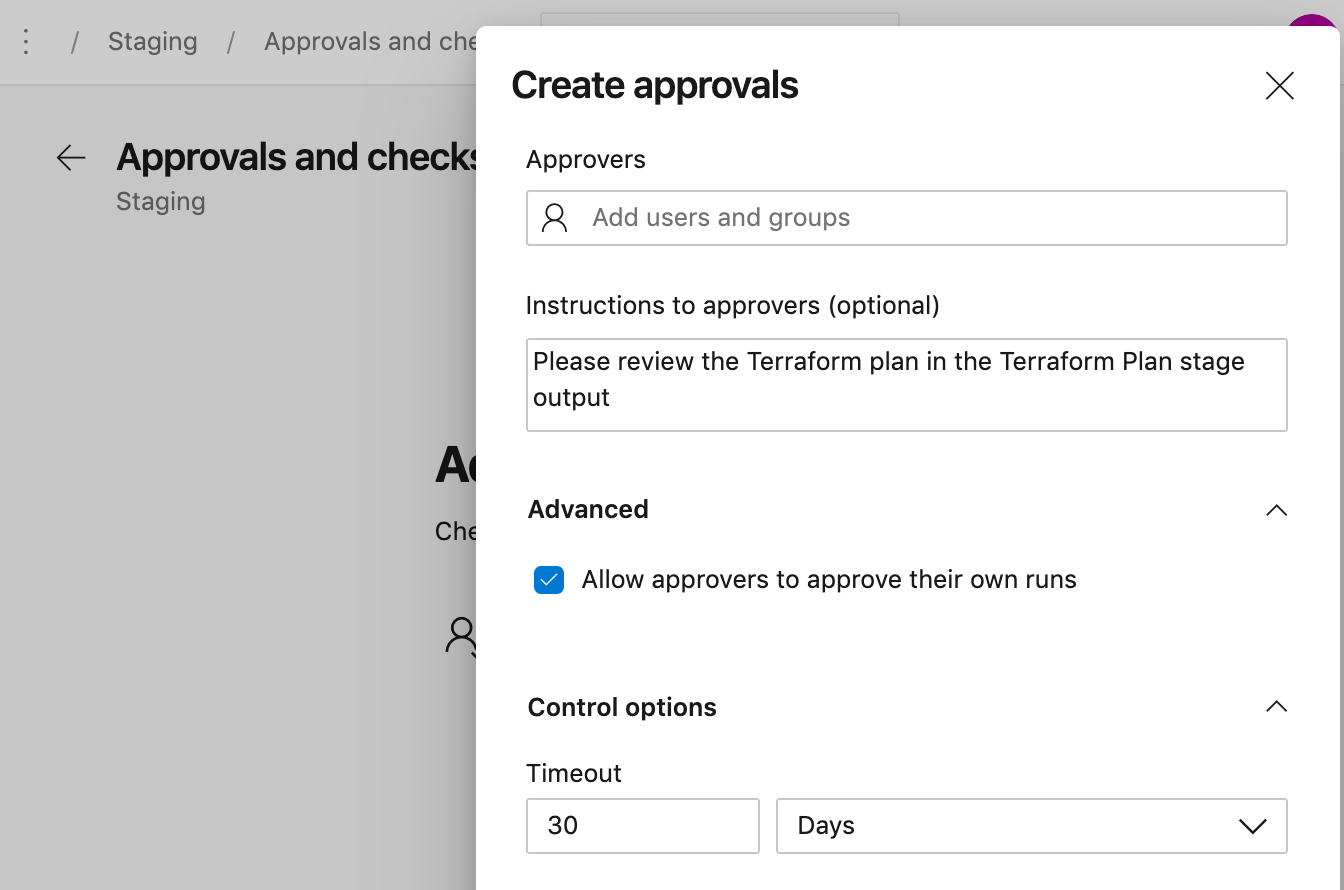 / Staging / Approvals and che
Approvals and checks
Staging
Ad
Che
Create approvals
Approvers
Add users and groups
Instructions to approvers (optional)
Please review the Terraform plan in the Terraform Plan stage
output
Advanced
Allow approvers to approve their own runs
Control options
Timeout
30
Days